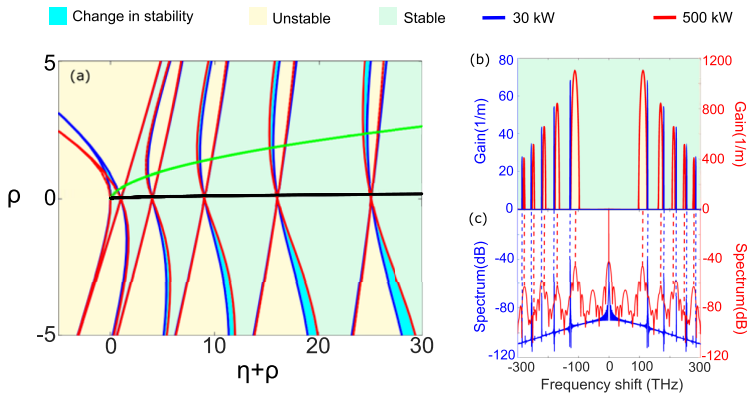 Change in stability
Unstable
Stable
30 kW
500 kW
(a)
5
0
-5
ρ
0
10
20
30
η+ρ
(b)
80
60
40
20
0
Gain(1/m)
1200
800
400
0
Gain(1/m)
(c)
-40
-80
-120
Spectrum(dB)
-40
-80
-120
Spectrum(dB)
-300
-150
0
150
300
Frequency shift (THz)